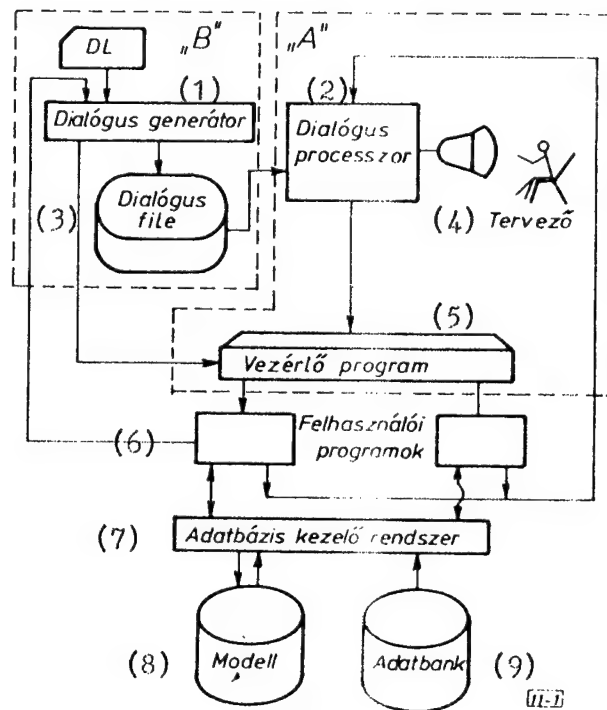 DL
„B"
„A"
(1)
(2)
Dialógus generátor
Dialógus
processzor
Dialógus
file
(3)
(4) Tervező
(5)
Vezérlő program
(6)
Felhasználói
programok
(7)
Adatbázis kezelő rendszer
(8)
Modell
Adatbank
(9)
II-1